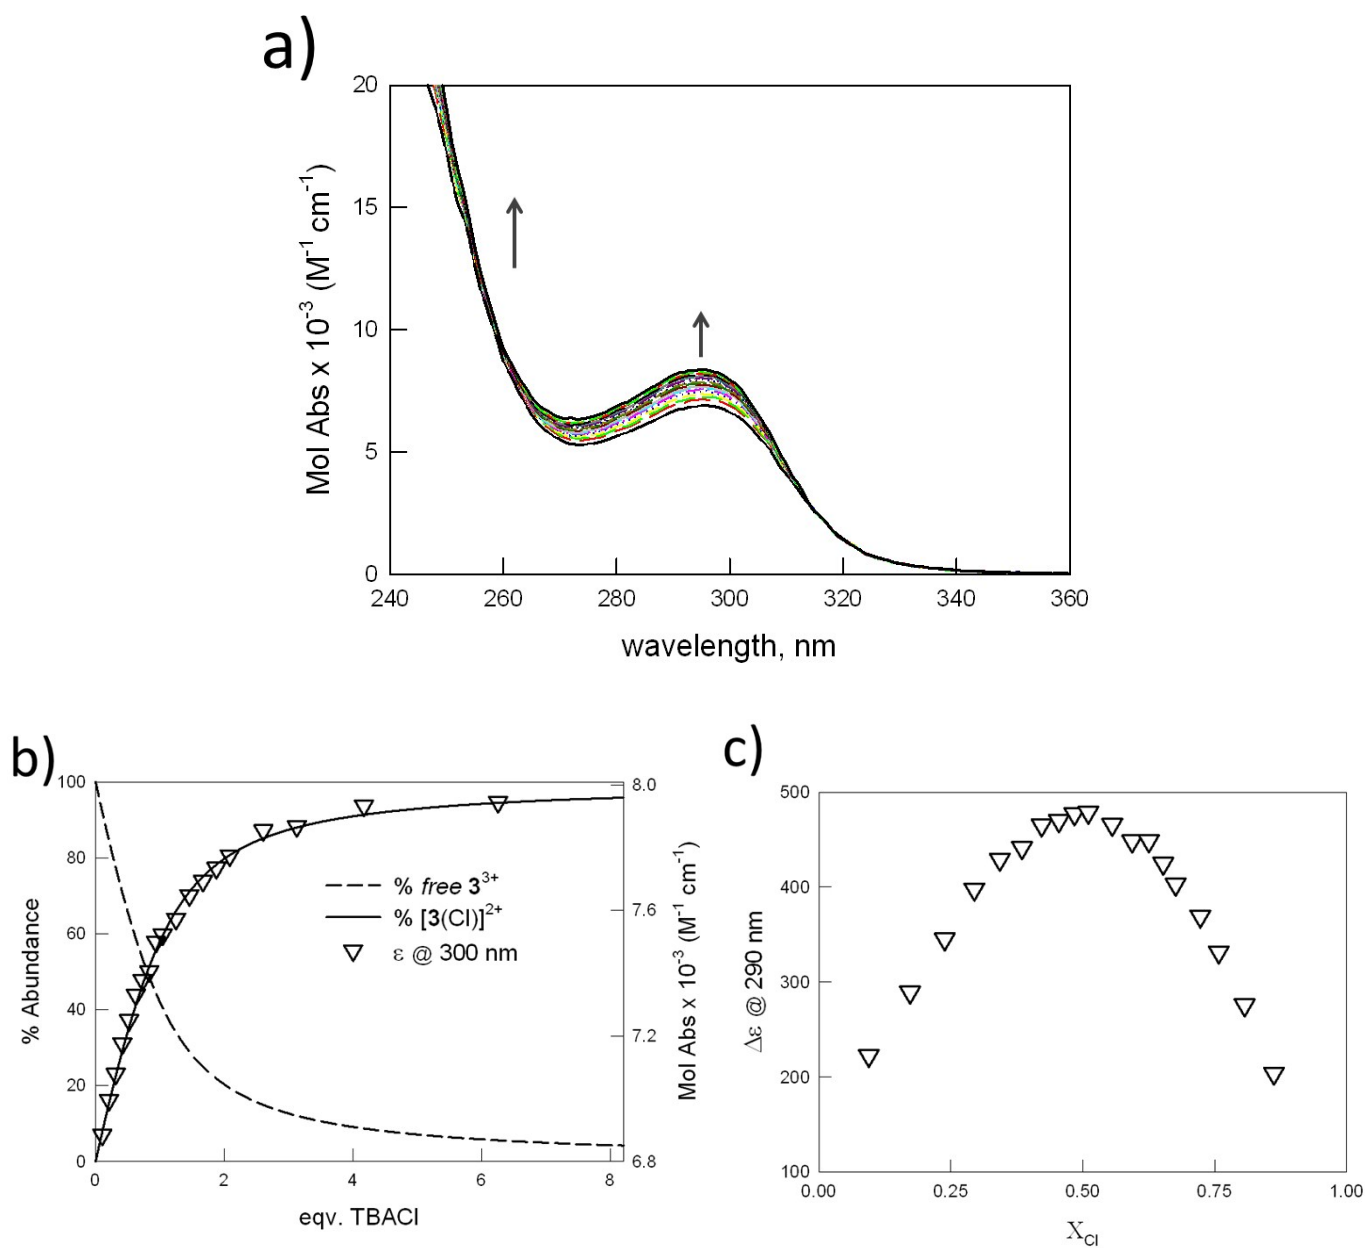 a)
20
15
10
5
0
Mol Abs x 10-3 (M-1 cm-1)
240 260 280 300 320 340 360
wavelength, nm
b)
100
80
60
40
20
0
% Abundance
% free 33+
% [3(Cl)]2+
ε @ 300 nm
8.0
7.6
7.2
6.8
Mol Abs x 10-3 (M-1 cm-1)
0 2 4 6 8
eqv. TBACl
c)
500
400
300
200
100
Δε @ 290 nm
0.00 0.25 0.50 0.75 1.00
XCl